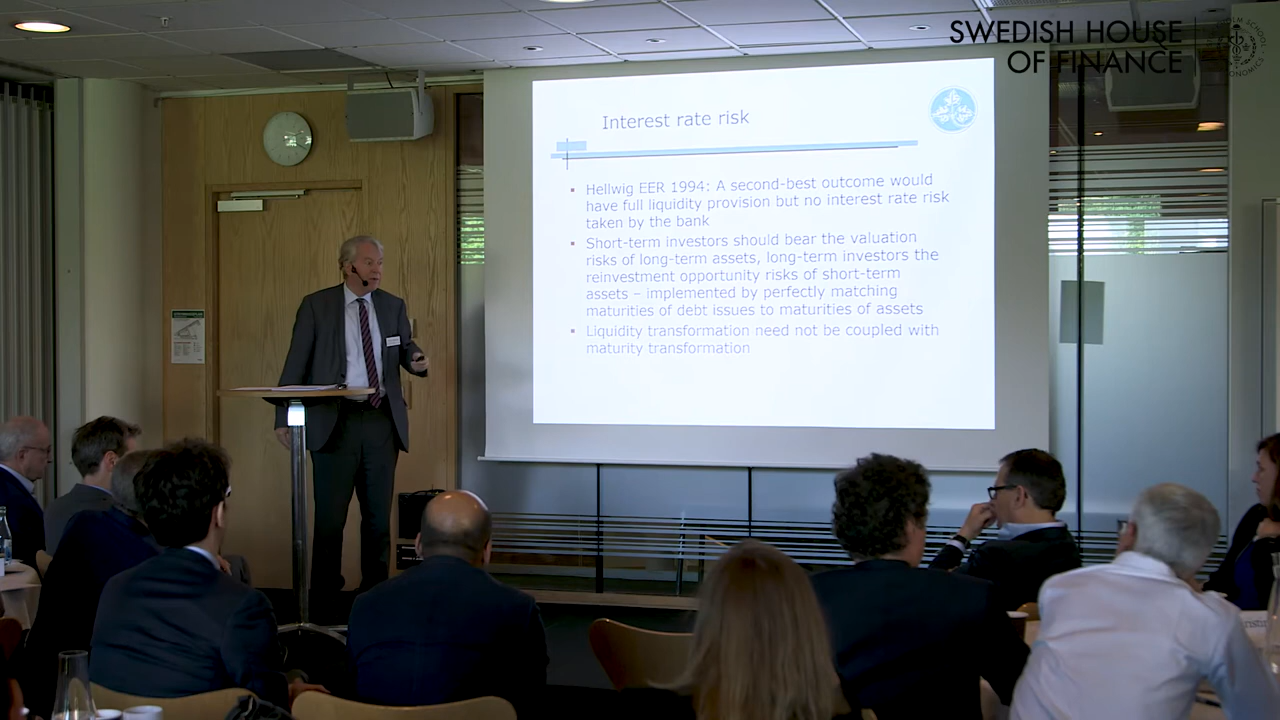 SWEDISH HOUSE
OF FINANCE
Interest rate risk
▪ Hellwig EER 1994: A second-best outcome would
have full liquidity provision but no interest rate risk
taken by the bank
▪ Short-term investors should bear the valuation
risks of long-term assets, long-term investors the
reinvestment opportunity risks of short-term
assets – implemented by perfectly matching
maturities of debt issues to maturities of assets
▪ Liquidity transformation need not be coupled with
maturity transformation